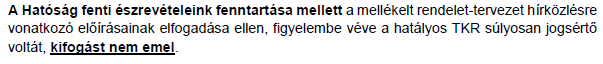 A Hatóság fenti észrevételeink fenntartása mellett a mellékelt rendelet-tervezet hírközlésre
vonatkozó előírásainak elfogadása ellen, figyelembe véve a hatályos TKR súlyosan jogsértő
voltát, kifogást nem emel.